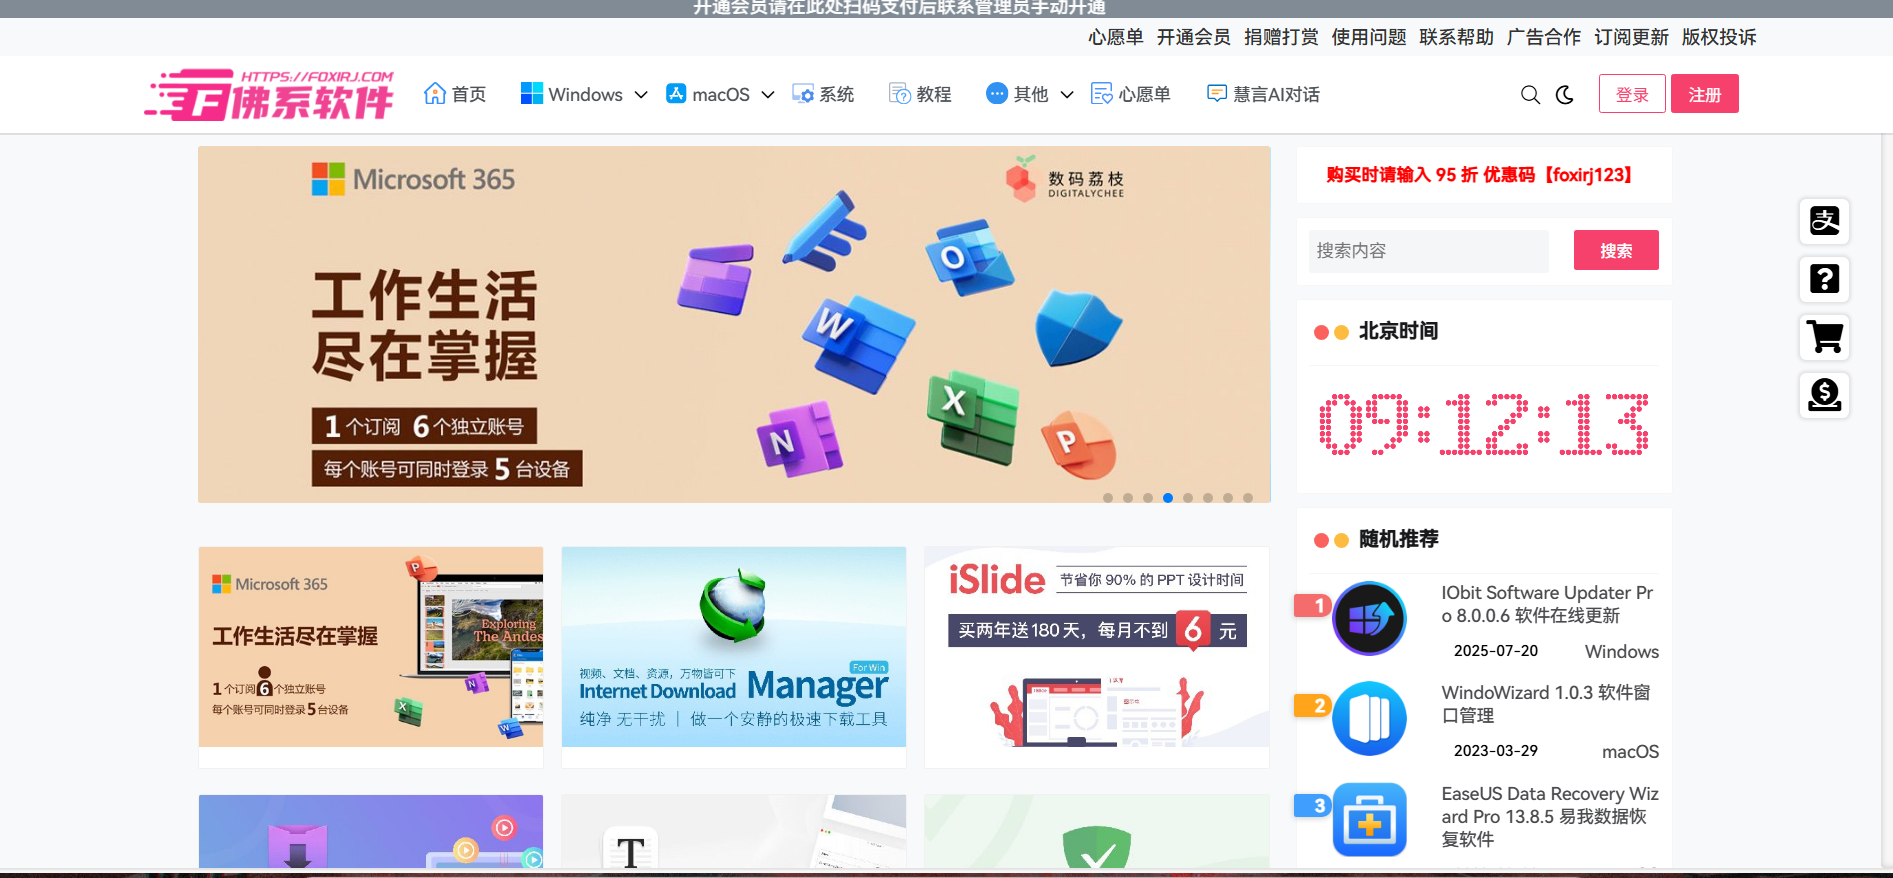 开通会员请在此处扫码支付后联系管理员手动开通
心愿单 开通会员 捐赠打赏 使用问题 联系帮助 广告合作 订阅更新 版权投诉
HTTPS://FOXIRJ.COM
佛系软件
首页 Windows macOS 系统 教程 其他 心愿单 慧言AI对话 登录 注册
Microsoft 365
数码荔枝
DIGITALYCHEE
工作生活
尽在掌握
1个订阅 6个独立账号
每个账号可同时登录 5 台设备
O
W
X
N
P
购买时请输入 95 折 优惠码【foxirj123】
搜索内容 搜索
北京时间
09:12:13
支
?
$
Microsoft 365
工作生活尽在掌握
1个订阅 6个独立账号
每个账号可同时登录5台设备
P
Exploring
The Andes
N
X
W
视频、文档、资源，万物皆可下 For Win
Internet Download Manager
纯净 无干扰 | 做一个安静的极速下载工具
iSlide 节省你 90% 的 PPT 设计时间
买两年送180天，每月不到 6 元
T
随机推荐
1
IObit Software Updater Pr
o 8.0.0.6 软件在线更新
2025-07-20 Windows
2
WindoWizard 1.0.3 软件窗
口管理
2023-03-29 macOS
3
EaseUS Data Recovery Wiz
ard Pro 13.8.5 易我数据恢
复软件